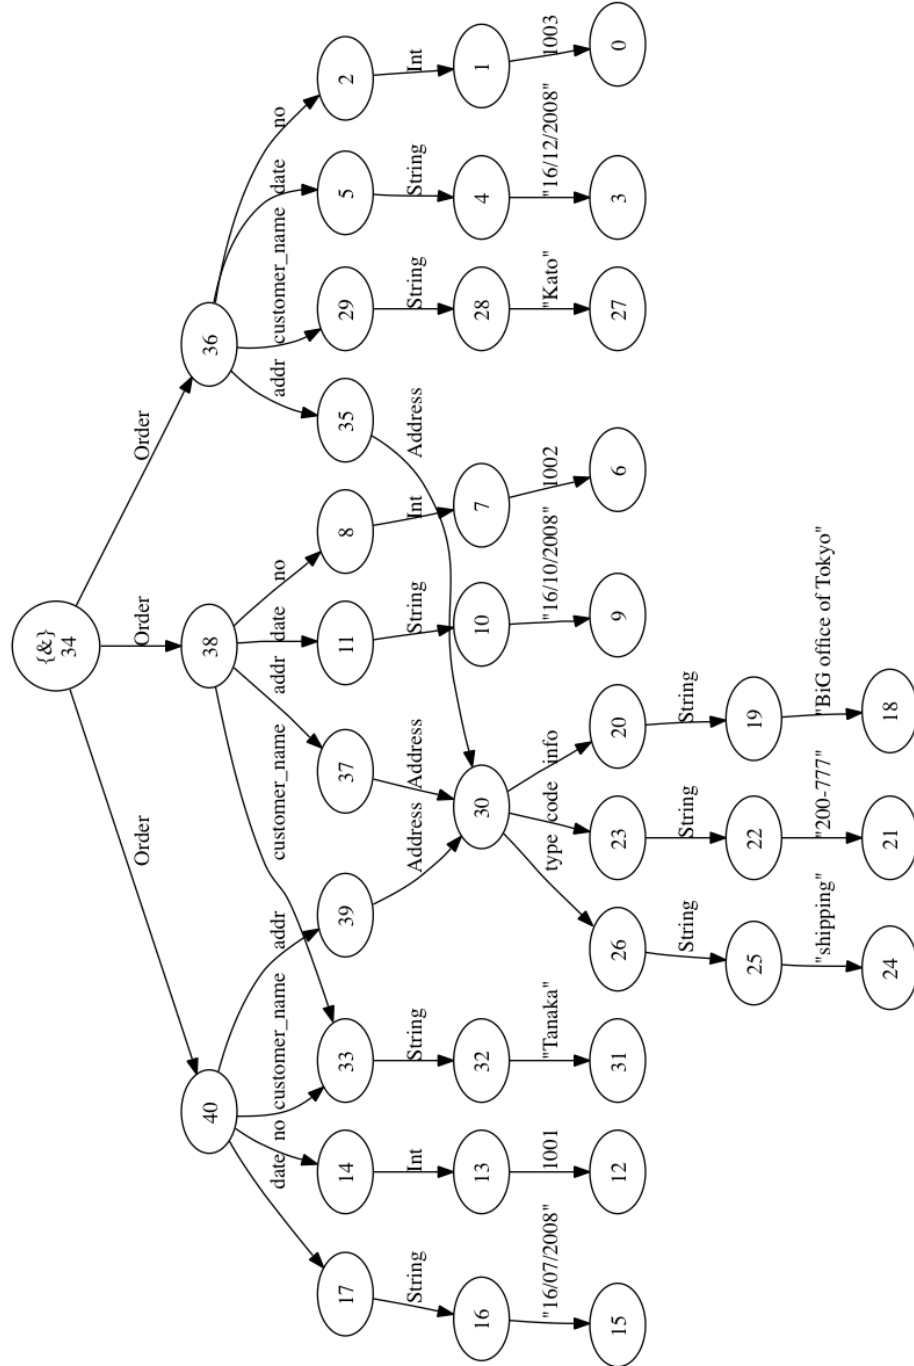 {&}
34
Order
Order
Order
40
38
36
date
no
customer_name
addr
customer_name
addr
date
no
addr
customer_name
date
no
17
14
33
39
37
11
8
35
29
5
2
String
Int
String
Address
Address
String
Int
Address
String
String
Int
16
13
32
30
10
7
28
4
1
"16/07/2008"
1001
"Tanaka"
type
code
info
"16/10/2008"
1002
"Kato"
"16/12/2008"
1003
15
12
31
26
23
20
9
6
27
3
0
String
String
String
25
22
19
"shipping"
"200-777"
"BiG office of Tokyo"
24
21
18